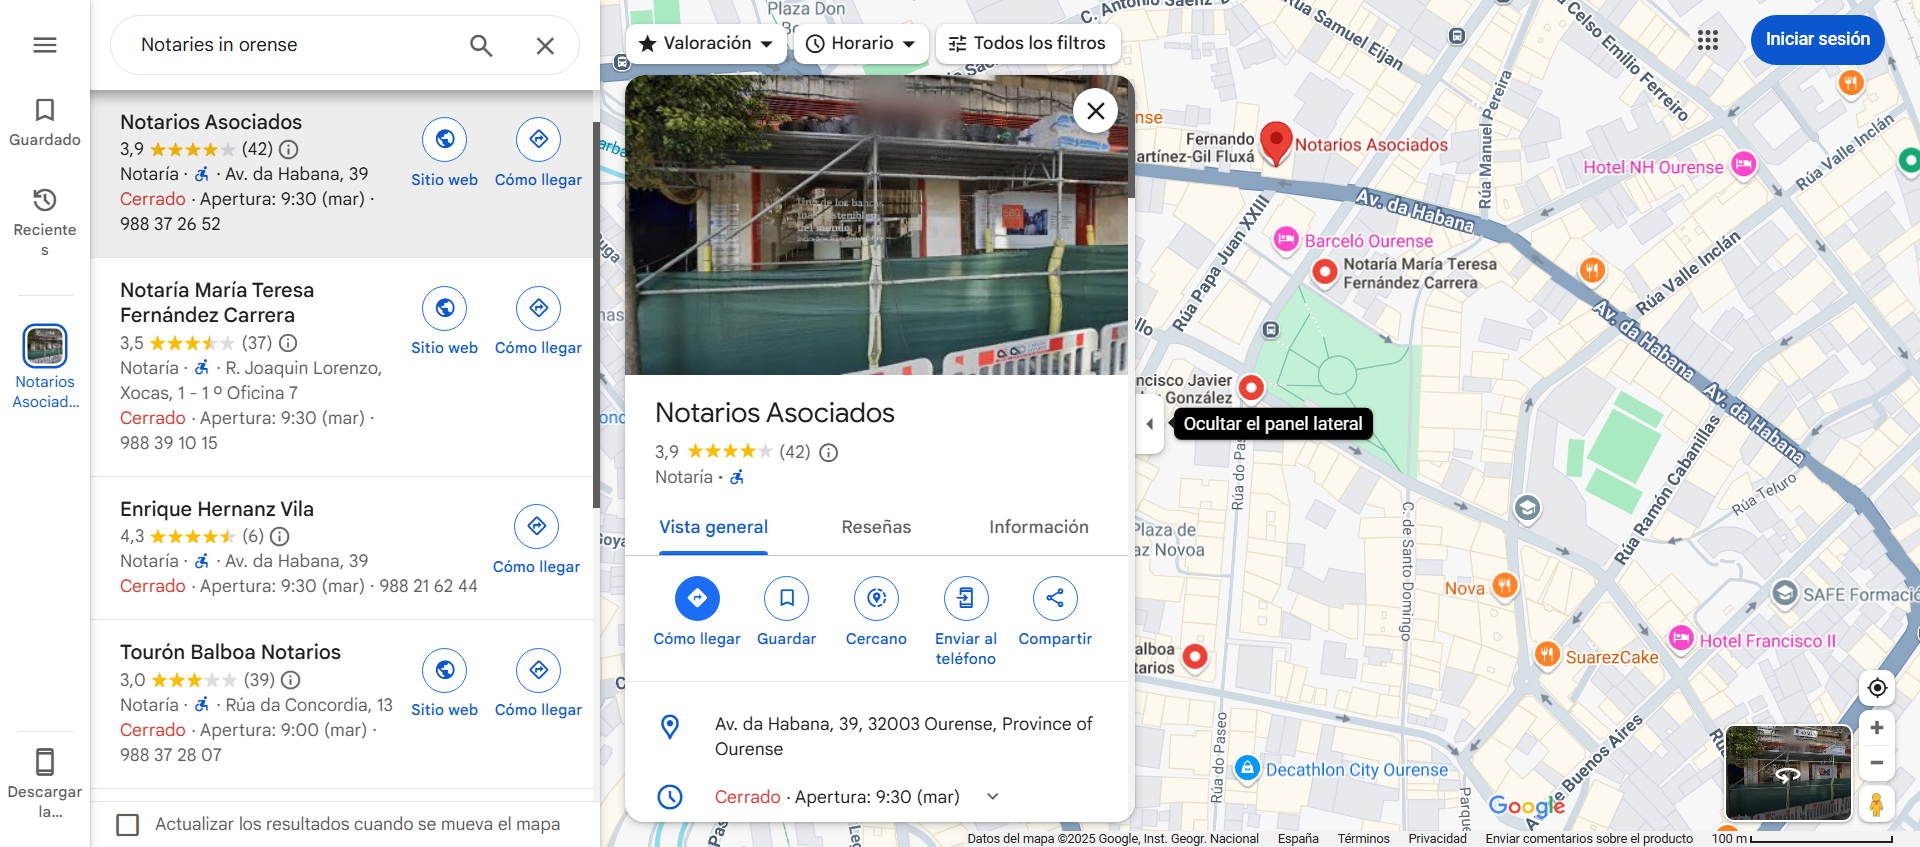 Notaries in orense
Guardado
Reciente
s
Notarios
Asociad...
Descargar
la...
Notarios Asociados
3,9
(42)
Notaría · · Av. da Habana, 39
Cerrado · Apertura: 9:30 (mar) ·
988 37 26 52
Sitio web
Cómo llegar
Notaría María Teresa
Fernández Carrera
3,5
(37)
Notaría · · R. Joaquin Lorenzo,
Xocas, 1 - 1 º Oficina 7
Cerrado · Apertura: 9:30 (mar) ·
988 39 10 15
Sitio web
Cómo llegar
Enrique Hernanz Vila
4,3
(6)
Notaría · · Av. da Habana, 39
Cerrado · Apertura: 9:30 (mar) · 988 21 62 44
Cómo llegar
Tourón Balboa Notarios
3,0
(39)
Notaría · · Rúa da Concordia, 13
Cerrado · Apertura: 9:00 (mar) ·
988 37 28 07
Sitio web
Cómo llegar
Actualizar los resultados cuando se mueva el mapa
Valoración
Horario
Todos los filtros
Notarios Asociados
3,9
(42)
Notaría ·
Vista general
Reseñas
Información
Cómo llegar
Guardar
Cercano
Enviar al
teléfono
Compartir
Av. da Habana, 39, 32003 Ourense, Province of
Ourense
Cerrado · Apertura: 9:30 (mar)
Iniciar sesión
Plaza Don
C. Antonio Sáenz D
Rúa Samuel Eijan
Rúa Celso Emilio Ferreiro
Rúa Manuel Pereira
Fernando
artínez-Gil Fluxá
Notarios Asociados
Hotel NH Ourense
Rúa Valle Inclán
Av. da Habana
Rúa Papa Juan XXIII
Barceló Ourense
Notaría María Teresa
Fernández Carrera
Rúa Valle Inclán
Av. da Habana
Av. da Habana
ncisco Javier
González
Ocultar el panel lateral
Rúa do Pas
Rúa Ramón Cabanillas
Rúa Teluro
Plaza de
az Novoa
C. de Santo Domingo
Nova
SAFE Formació
Hotel Francisco II
SuarezCake
alboa
tarios
Rúa do Paseo
Decathlon City Ourense
de Buenos Aires
Parque
Google
Datos del mapa ©2025 Google, Inst. Geogr. Nacional
España
Términos
Privacidad
Enviar comentarios sobre el producto
100 m